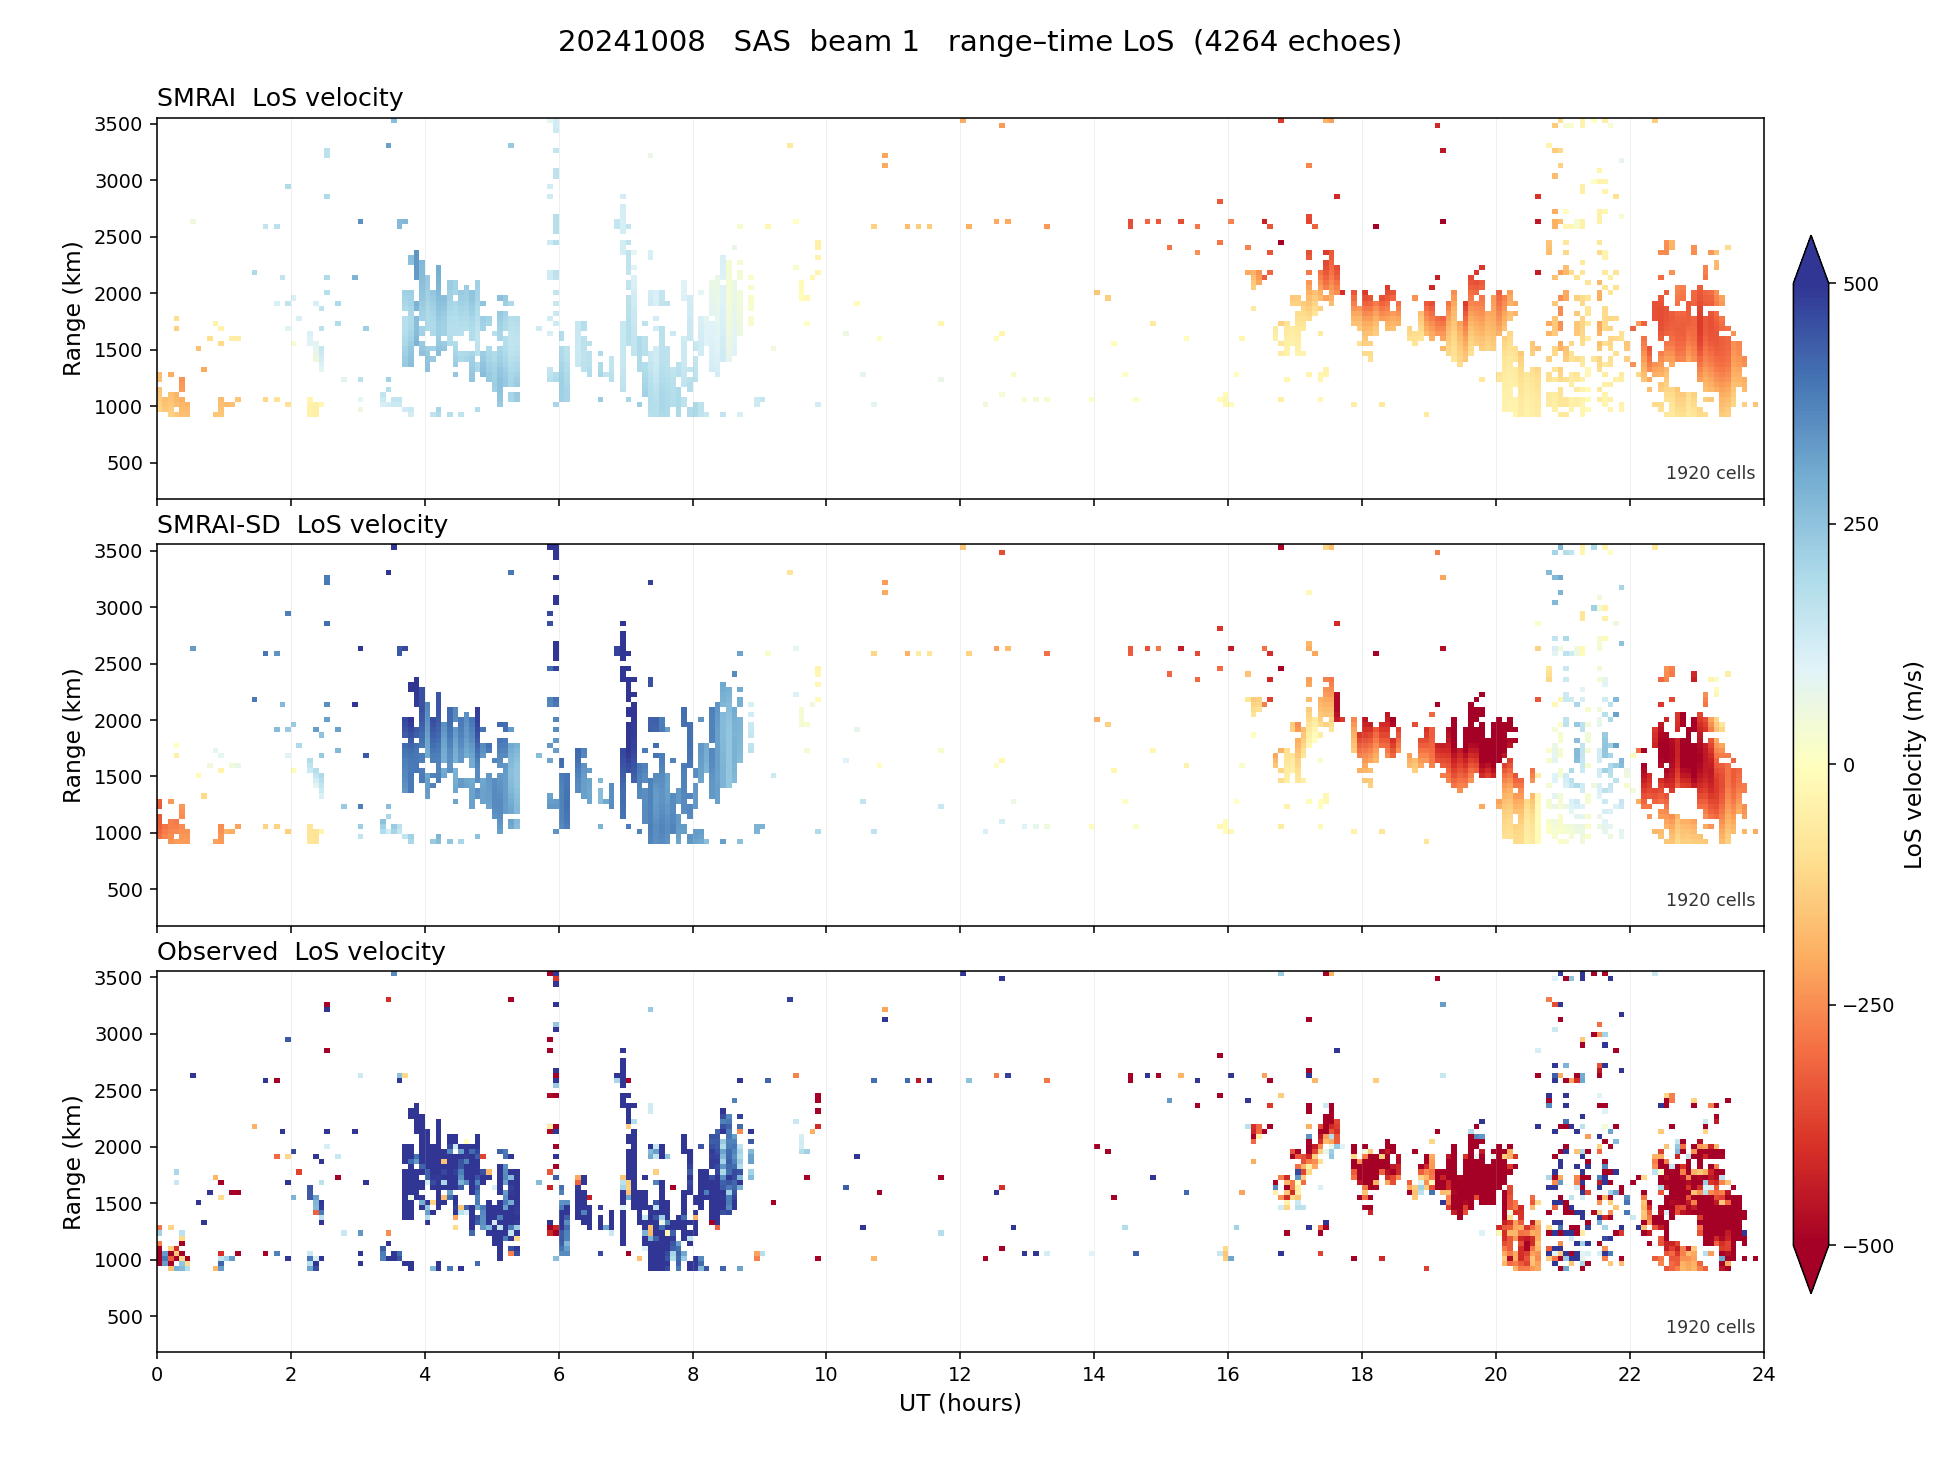 20241008   SAS  beam 1   range–time LoS  (4264 echoes)
SMRAI  LoS velocity
3500
3000
2500
2000
1500
1000
500
Range (km)
1920 cells
SMRAI-SD  LoS velocity
3500
3000
2500
2000
1500
1000
500
Range (km)
1920 cells
Observed  LoS velocity
3500
3000
2500
2000
1500
1000
500
Range (km)
1920 cells
0 2 4 6 8 10 12 14 16 18 20 22 24
UT (hours)
500
250
0
−250
−500
LoS velocity (m/s)